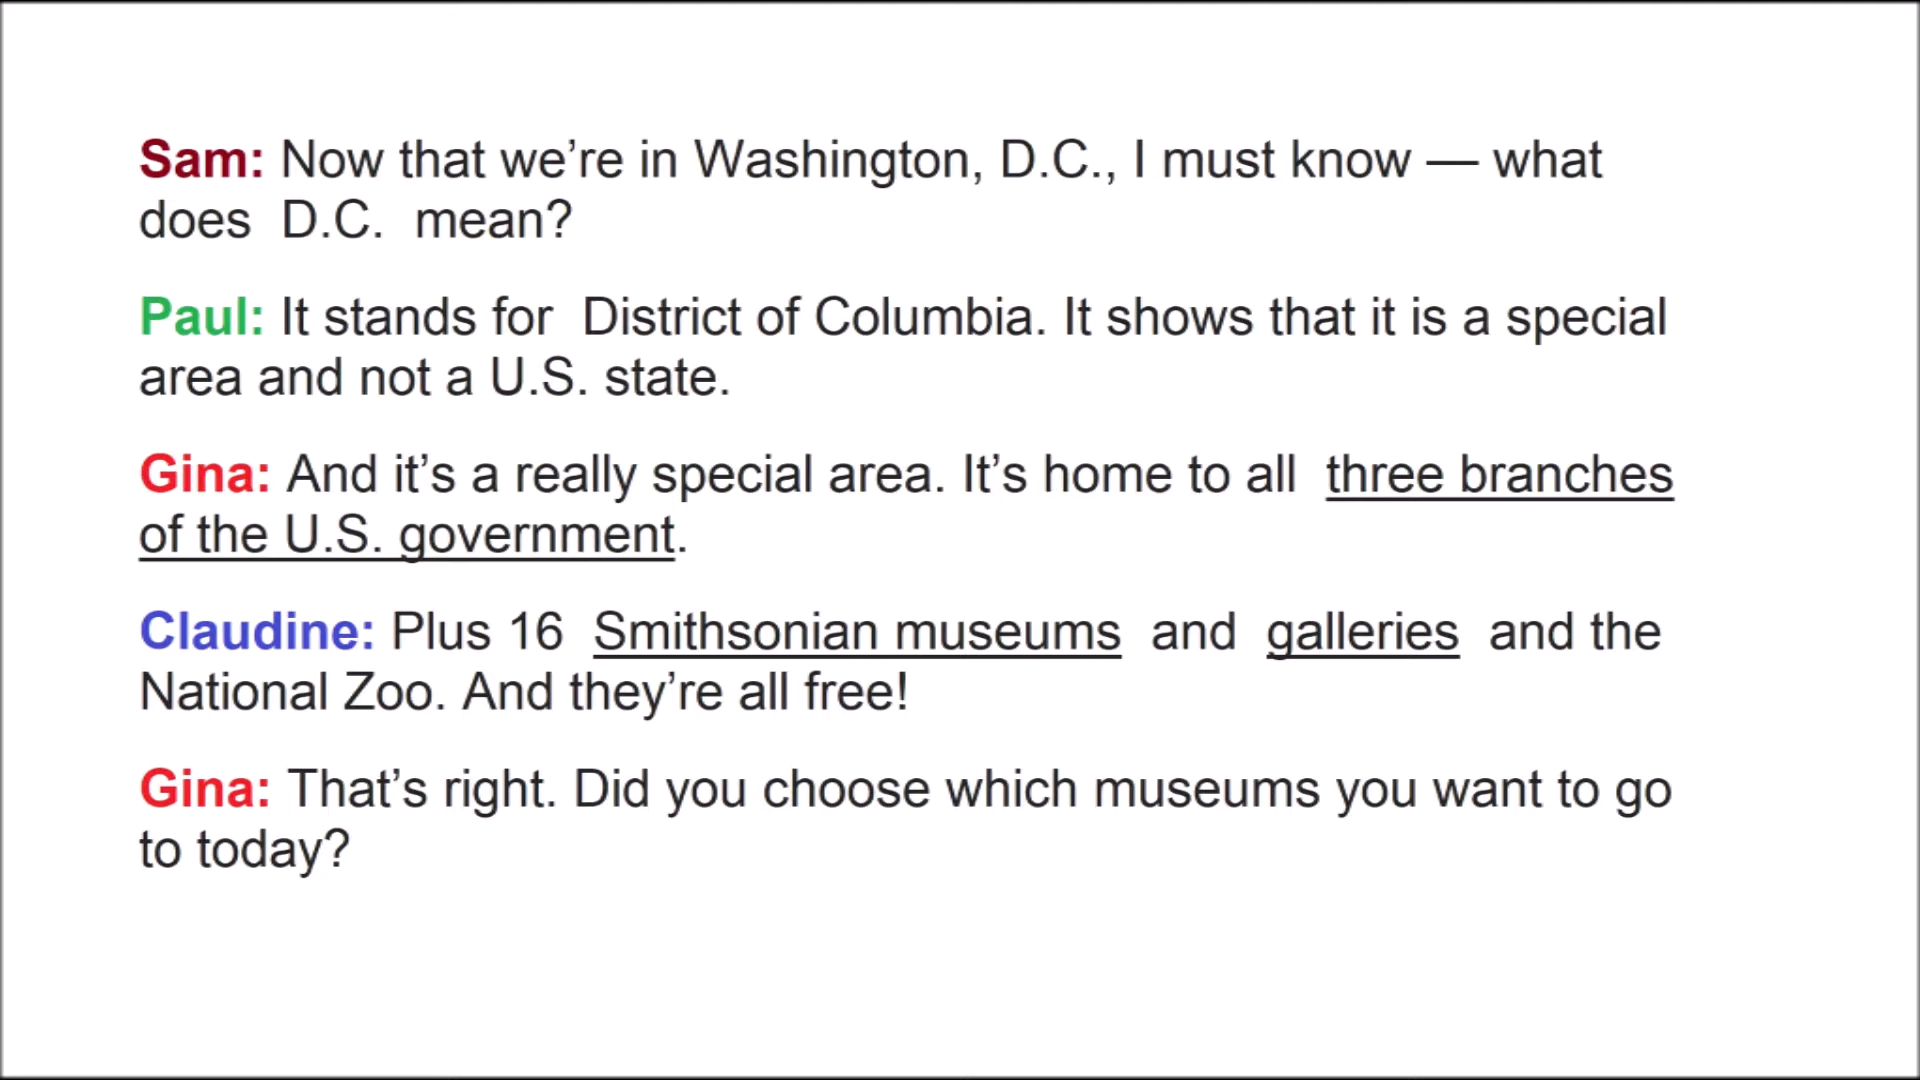 Sam: Now that we’re in Washington, D.C., I must know — what
does D.C. mean?
Paul: It stands for District of Columbia. It shows that it is a special
area and not a U.S. state.
Gina: And it’s a really special area. It’s home to all three branches
of the U.S. government.
Claudine: Plus 16 Smithsonian museums and galleries and the
National Zoo. And they’re all free!
Gina: That’s right. Did you choose which museums you want to go
to today?